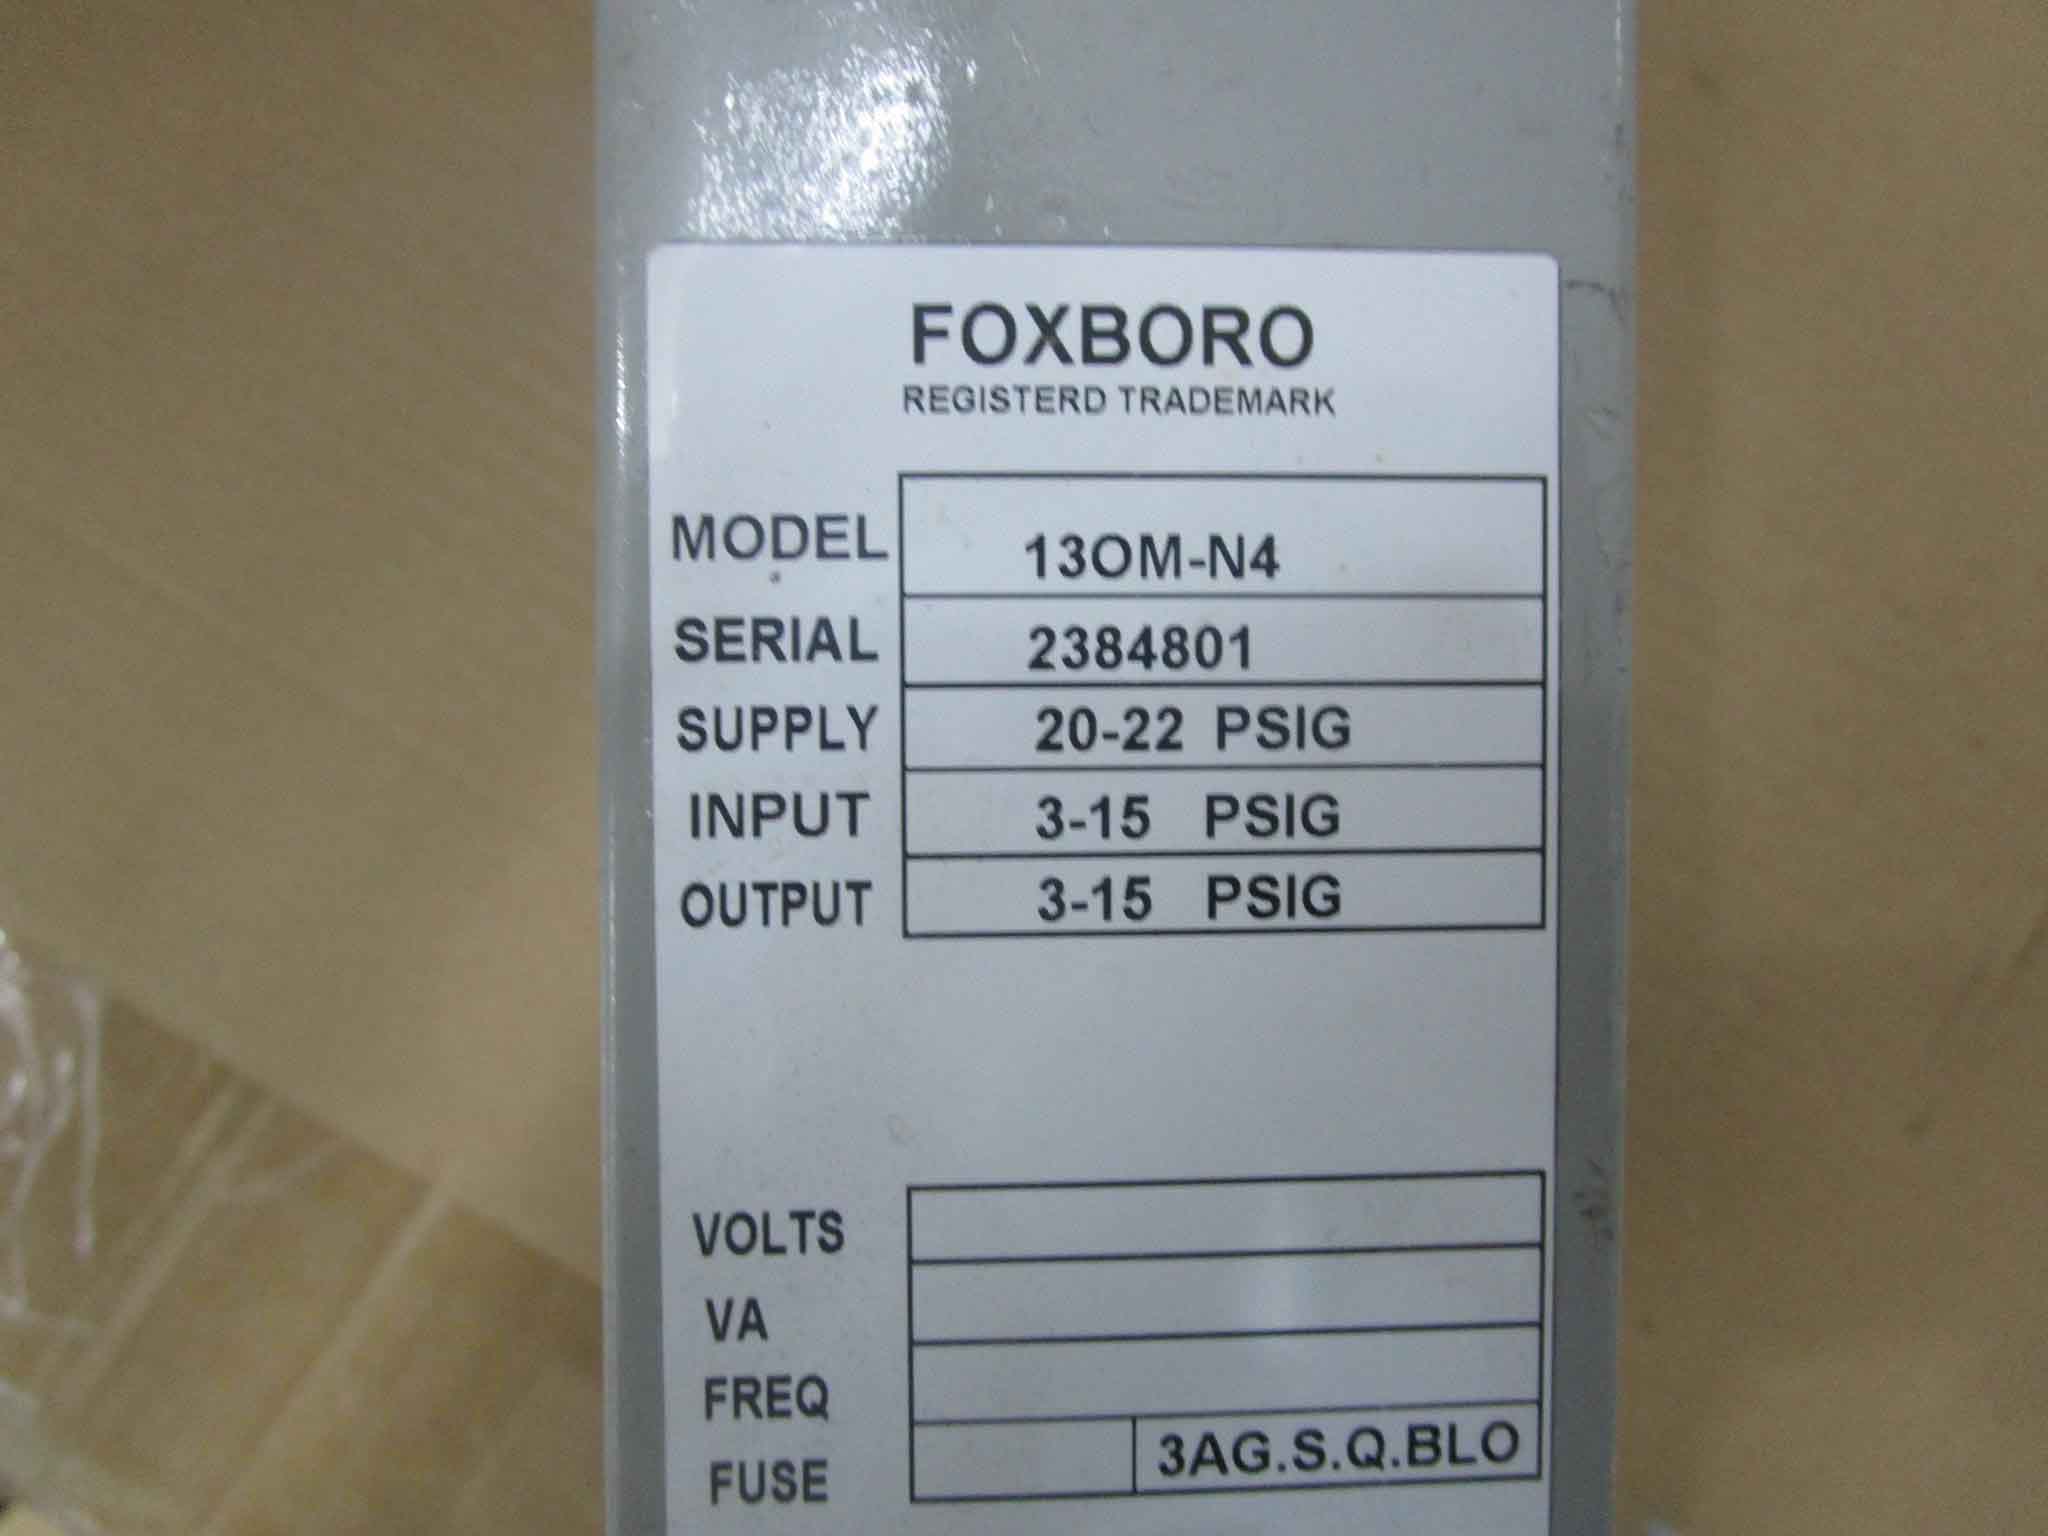 FOXBORO
REGISTERD TRADEMARK
MODEL 13OM-N4
SERIAL 2384801
SUPPLY 20-22 PSIG
INPUT 3-15 PSIG
OUTPUT 3-15 PSIG
VOLTS
VA
FREQ
FUSE 3AG.S.Q.BLO